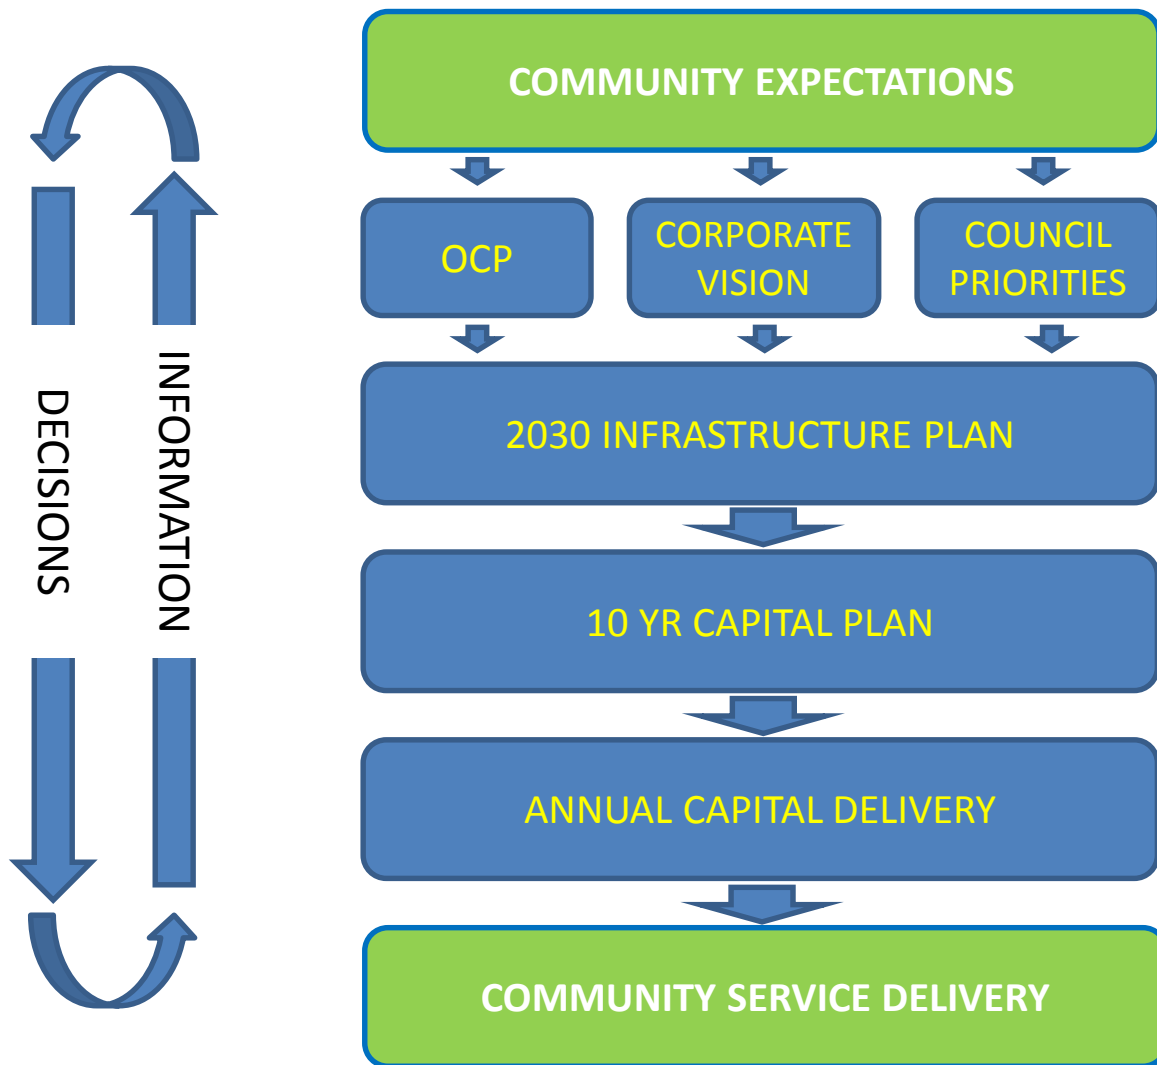 COMMUNITY EXPECTATIONS
OCP
CORPORATE
VISION
COUNCIL
PRIORITIES
2030 INFRASTRUCTURE PLAN
10 YR CAPITAL PLAN
ANNUAL CAPITAL DELIVERY
COMMUNITY SERVICE DELIVERY
DECISIONS
INFORMATION